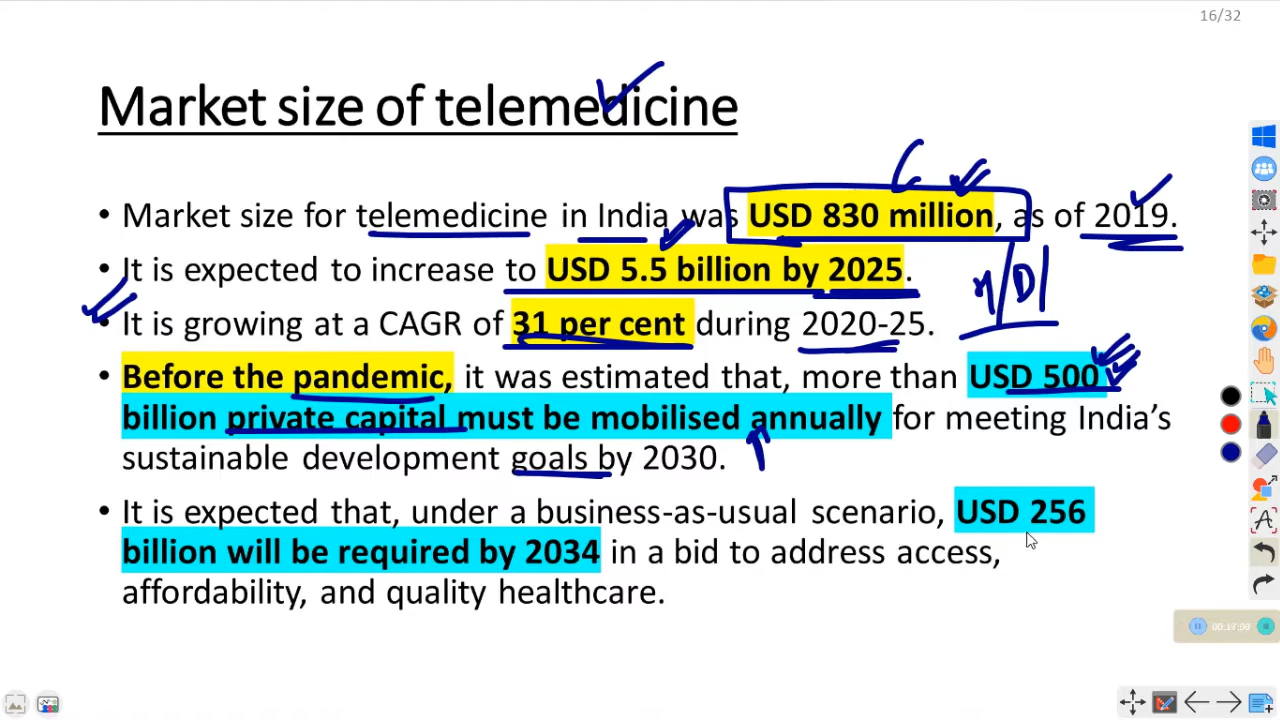 16/32
Market size of telemedicine
• Market size for telemedicine in India was USD 830 million, as of 2019.
• It is expected to increase to USD 5.5 billion by 2025.
• It is growing at a CAGR of 31 per cent during 2020-25.
• Before the pandemic, it was estimated that, more than USD 500
billion private capital must be mobilised annually for meeting India’s
sustainable development goals by 2030.
• It is expected that, under a business-as-usual scenario, USD 256
billion will be required by 2034 in a bid to address access,
affordability, and quality healthcare.